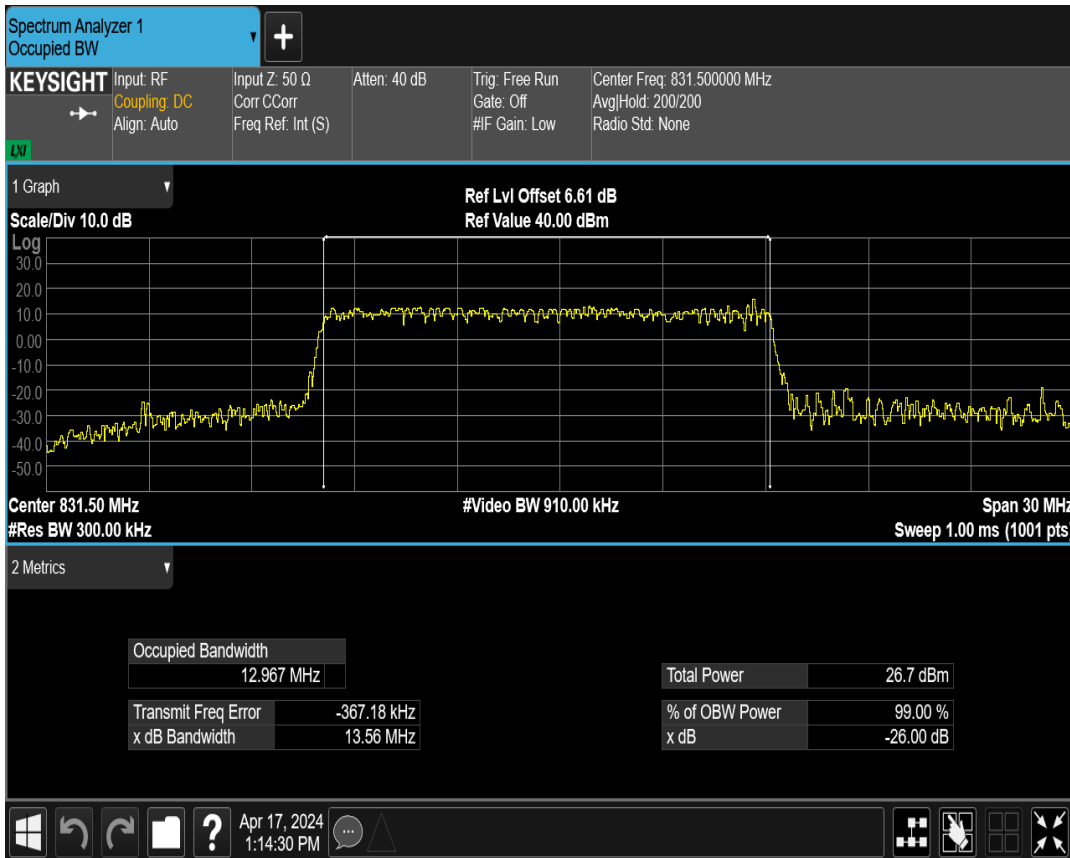 Spectrum Analyzer 1
Occupied BW
KEYSIGHT
LXI
Input: RF
Coupling: DC
Align: Auto
Input Z: 50 Ω
Corr CCorr
Freq Ref: Int (S)
Atten: 40 dB
Trig: Free Run
Gate: Off
#IF Gain: Low
Center Freq: 831.500000 MHz
Avg|Hold: 200/200
Radio Std: None
1 Graph
Scale/Div 10.0 dB
Ref Lvl Offset 6.61 dB
Ref Value 40.00 dBm
Log
30.0
20.0
10.0
0.00
-10.0
-20.0
-30.0
-40.0
-50.0
Center 831.50 MHz
#Video BW 910.00 kHz
Span 30 MHz
#Res BW 300.00 kHz
Sweep 1.00 ms (1001 pts)
2 Metrics
Occupied Bandwidth
12.967 MHz
Total Power 26.7 dBm
Transmit Freq Error -367.18 kHz
% of OBW Power 99.00 %
x dB Bandwidth 13.56 MHz
x dB -26.00 dB
?
Apr 17, 2024
1:14:30 PM